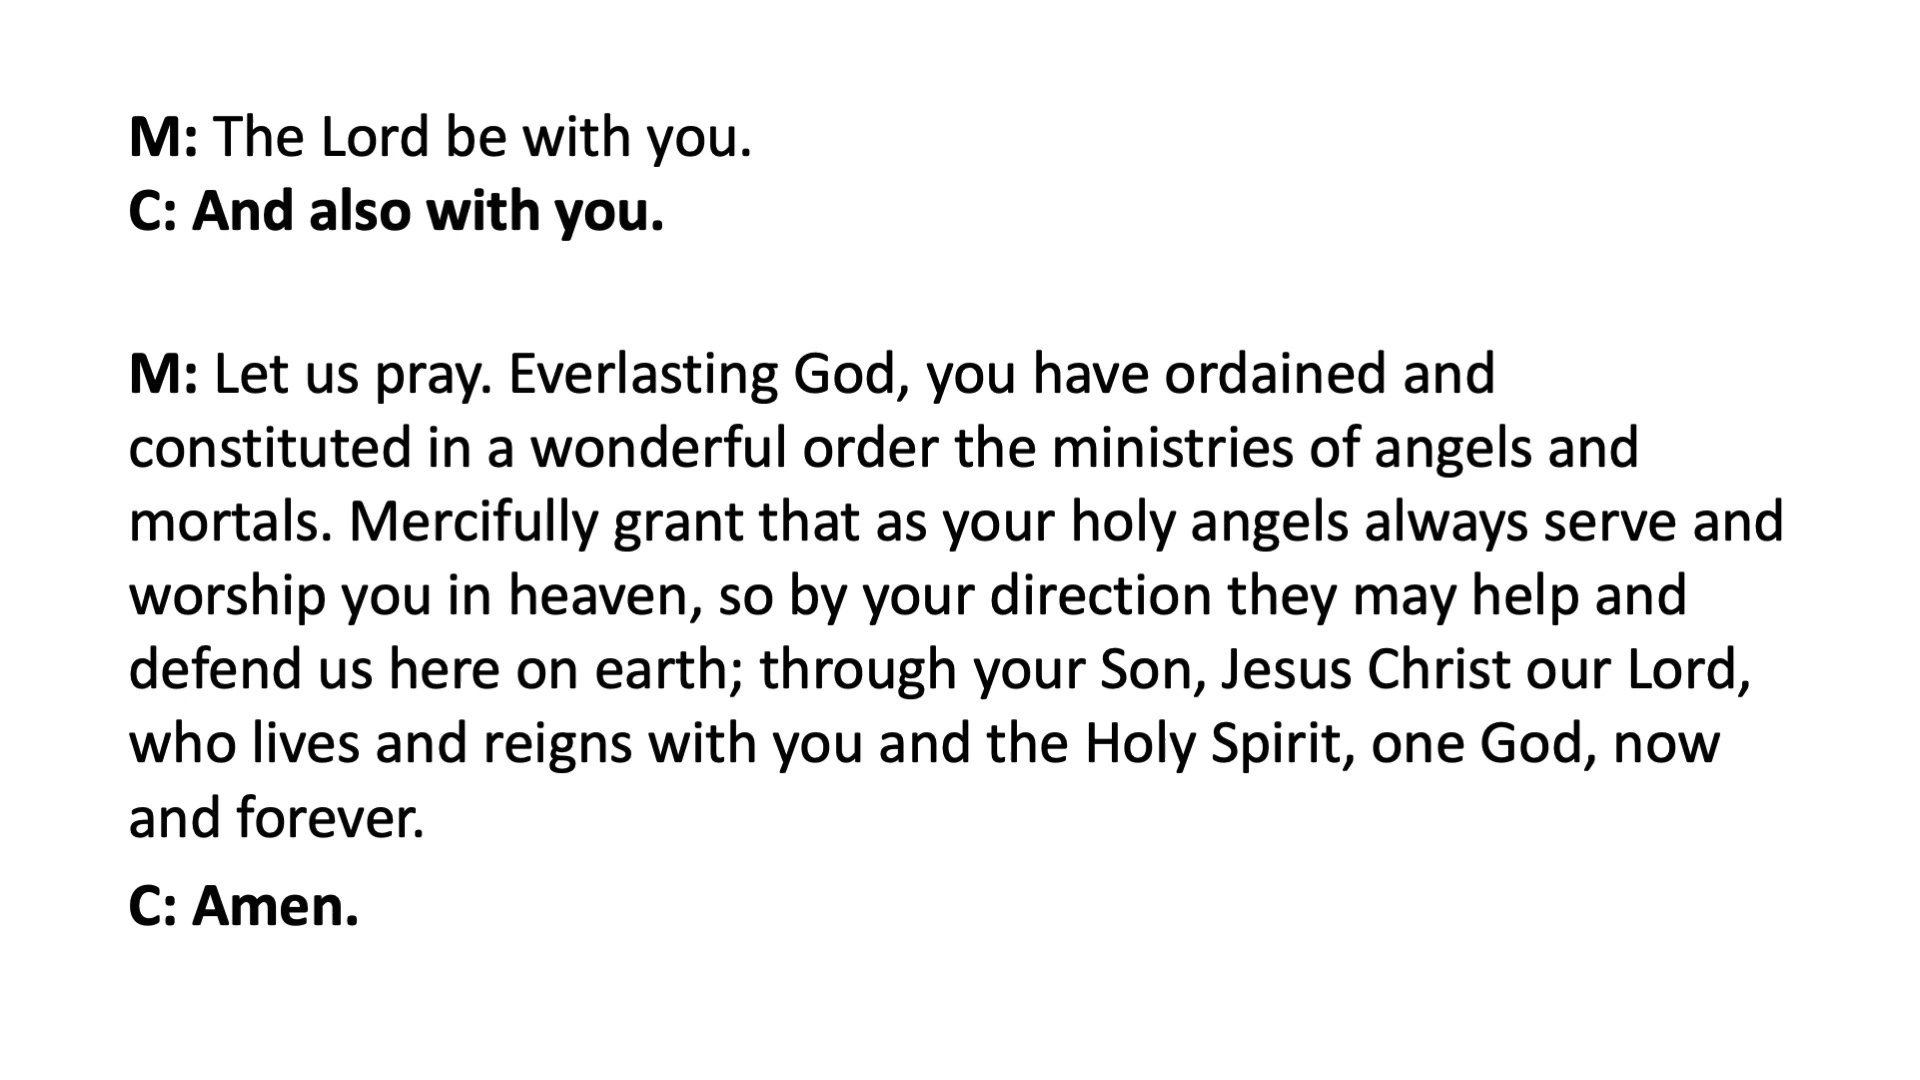 M: The Lord be with you.
C: And also with you.
M: Let us pray. Everlasting God, you have ordained and
constituted in a wonderful order the ministries of angels and
mortals. Mercifully grant that as your holy angels always serve and
worship you in heaven, so by your direction they may help and
defend us here on earth; through your Son, Jesus Christ our Lord,
who lives and reigns with you and the Holy Spirit, one God, now
and forever.
C: Amen.